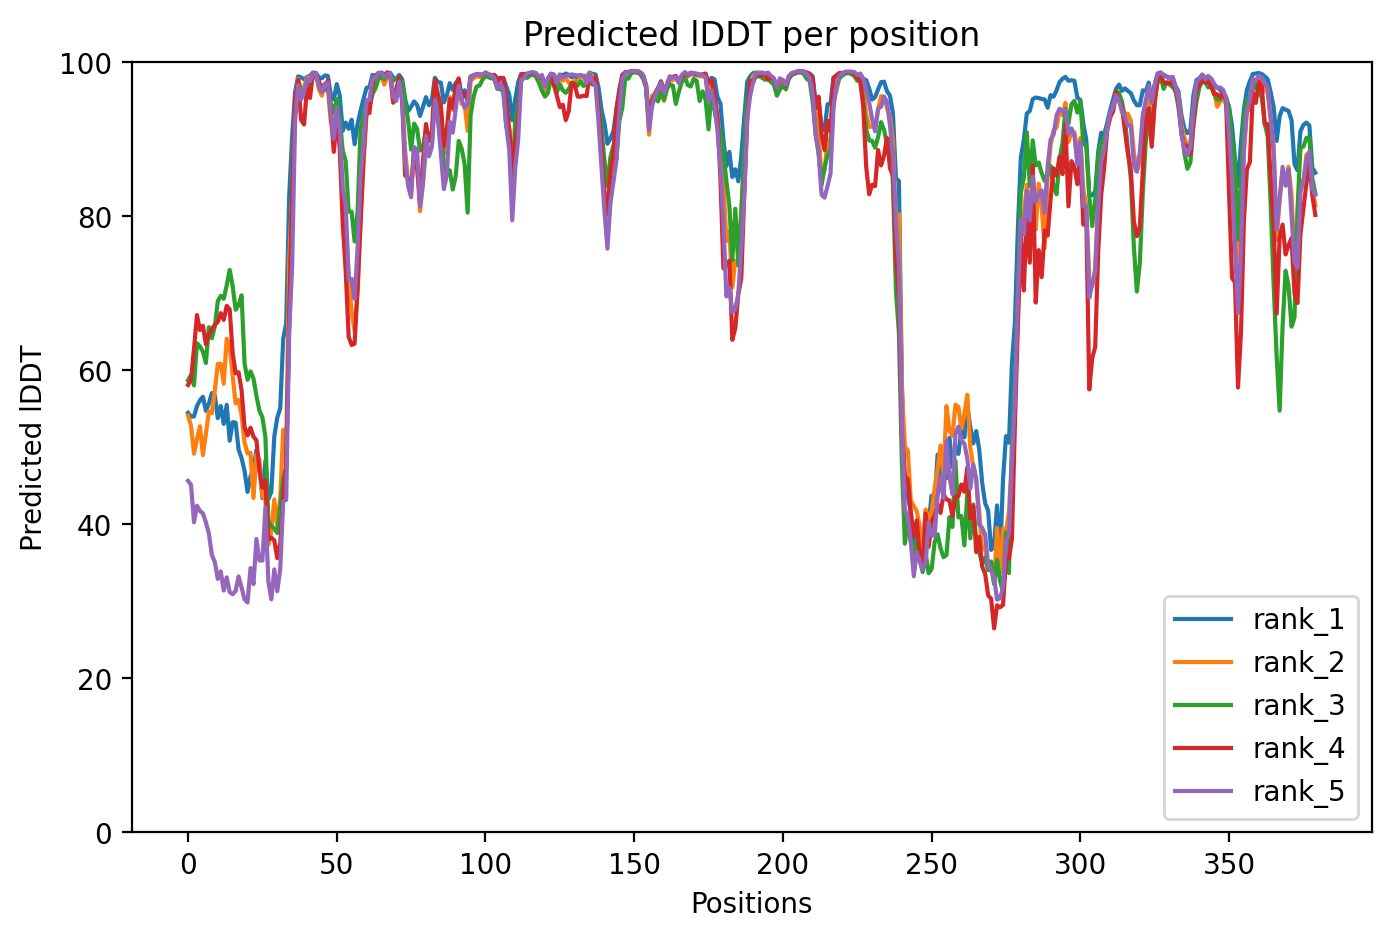 Predicted lDDT per position
100
80
60
40
20
0
Predicted lDDT
0 50 100 150 200 250 300 350
Positions
rank_1
rank_2
rank_3
rank_4
rank_5